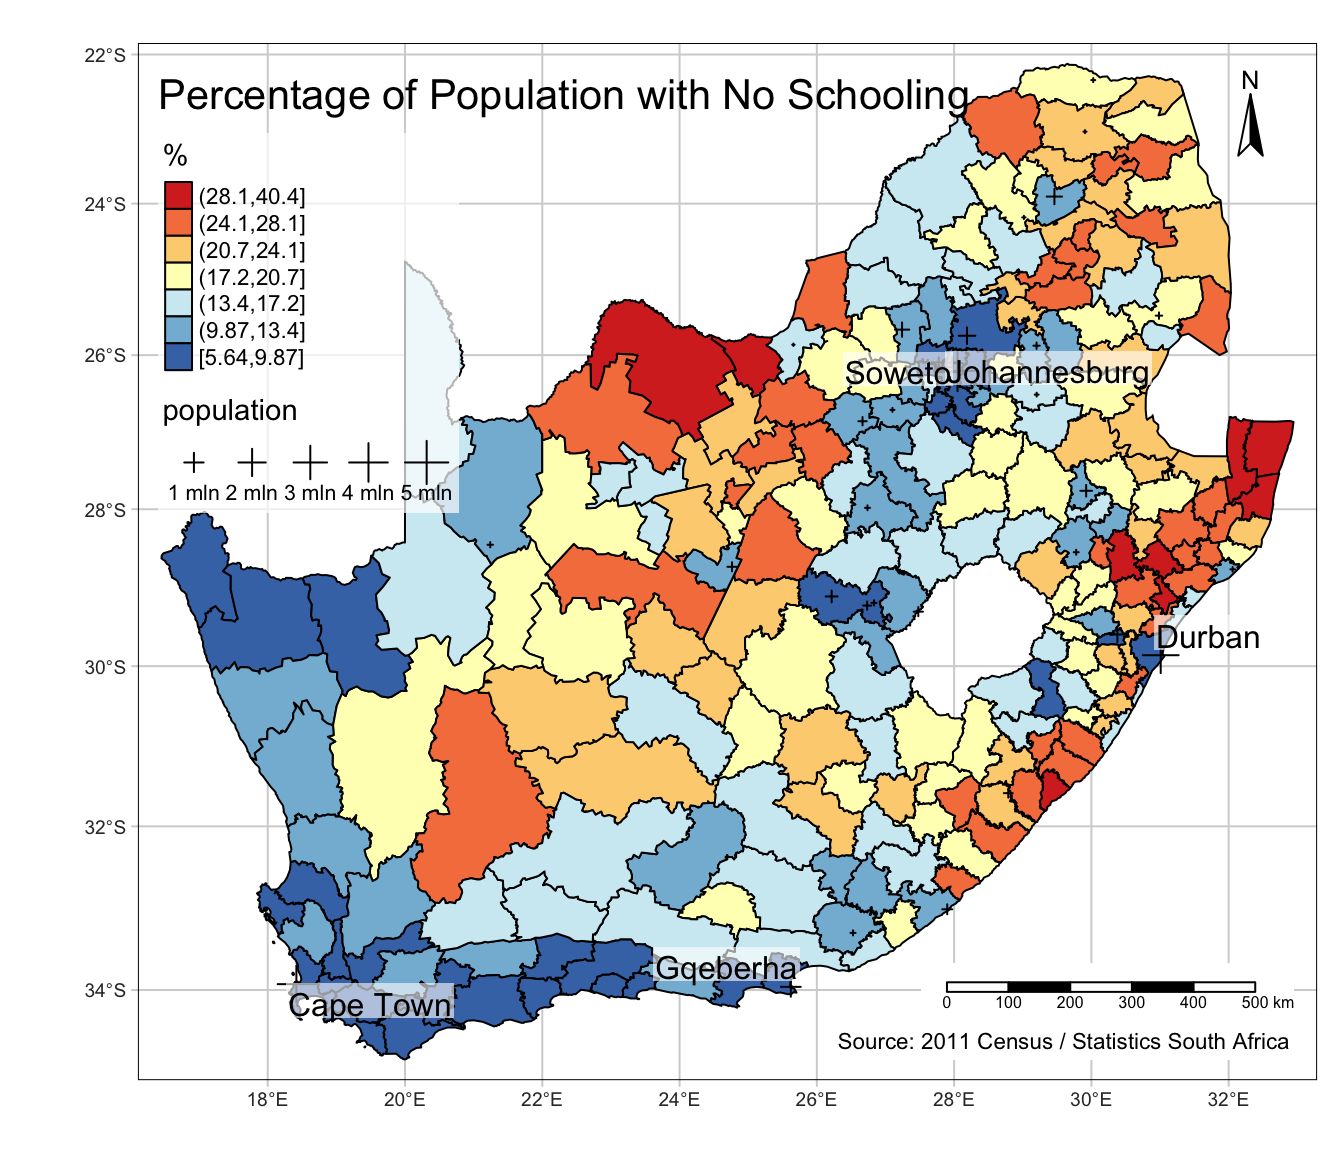 22°S
Percentage of Population with No Schooling
N
%
(28.1,40.4]
24°S
(24.1,28.1]
(20.7,24.1]
(17.2,20.7]
(13.4,17.2]
(9.87,13.4]
26°S
[5.64,9.87]
Soweto
Johannesburg
population
1 mln 2 mln 3 mln 4 mln 5 mln
28°S
Durban
30°S
32°S
Gqeberha
34°S
Cape Town
0 100 200 300 400 500 km
Source: 2011 Census / Statistics South Africa
18°E 20°E 22°E 24°E 26°E 28°E 30°E 32°E